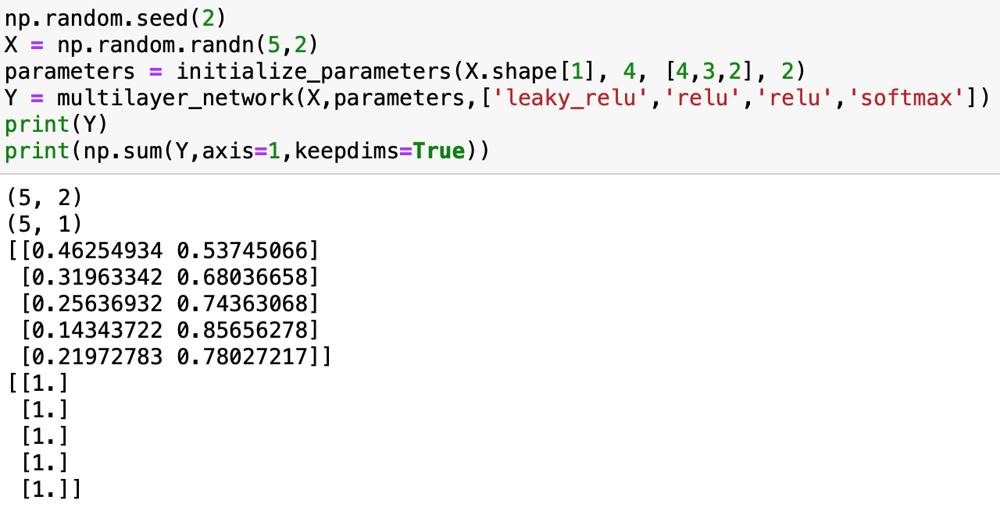 np.random.seed(2)
X = np.random.randn(5,2)
parameters = initialize_parameters(X.shape[1], 4, [4,3,2], 2)
Y = multilayer_network(X,parameters,['leaky_relu','relu','relu','softmax'])
print(Y)
print(np.sum(Y,axis=1,keepdims=True))
(5, 2)
(5, 1)
[[0.46254934 0.53745066]
 [0.31963342 0.68036658]
 [0.25636932 0.74363068]
 [0.14343722 0.85656278]
 [0.21972783 0.78027217]]
[[1.]
 [1.]
 [1.]
 [1.]
 [1.]]